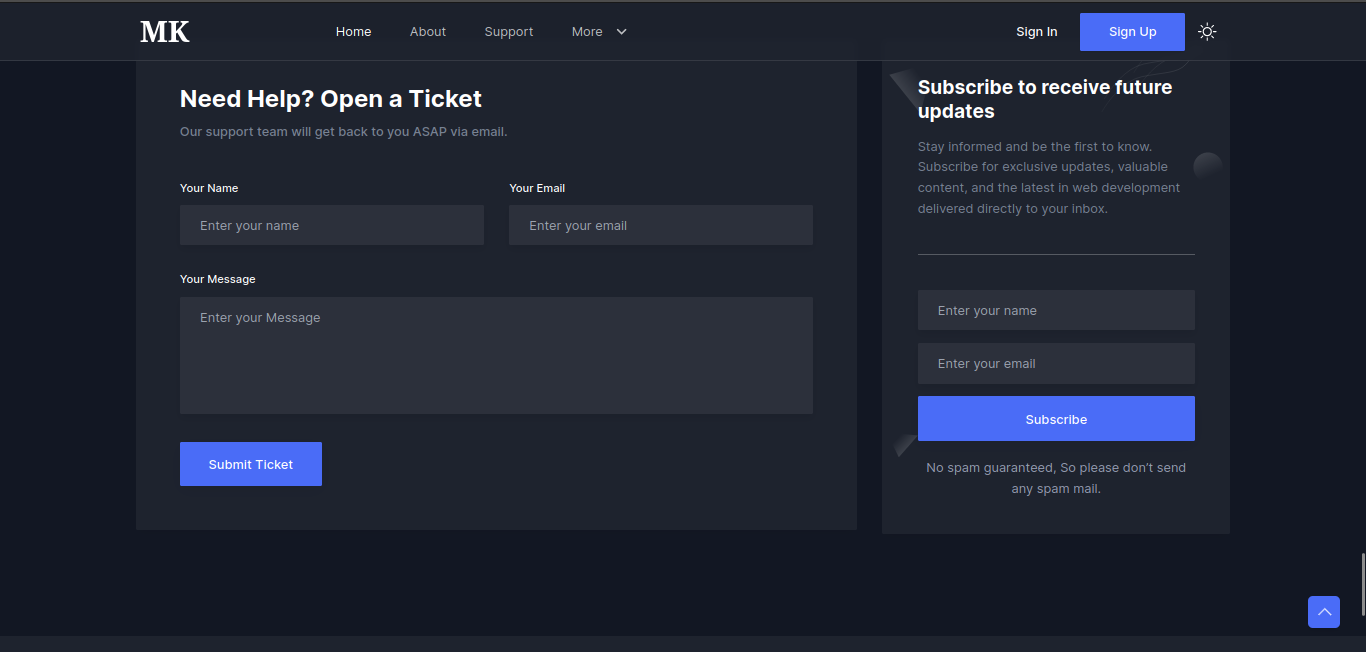 MK
Home
About
Support
More
Sign In
Sign Up
Need Help? Open a Ticket
Our support team will get back to you ASAP via email.
Your Name
Your Email
Enter your name
Enter your email
Your Message
Enter your Message
Submit Ticket
Subscribe to receive future
updates
Stay informed and be the first to know.
Subscribe for exclusive updates, valuable
content, and the latest in web development
delivered directly to your inbox.
Enter your name
Enter your email
Subscribe
No spam guaranteed, So please don't send
any spam mail.